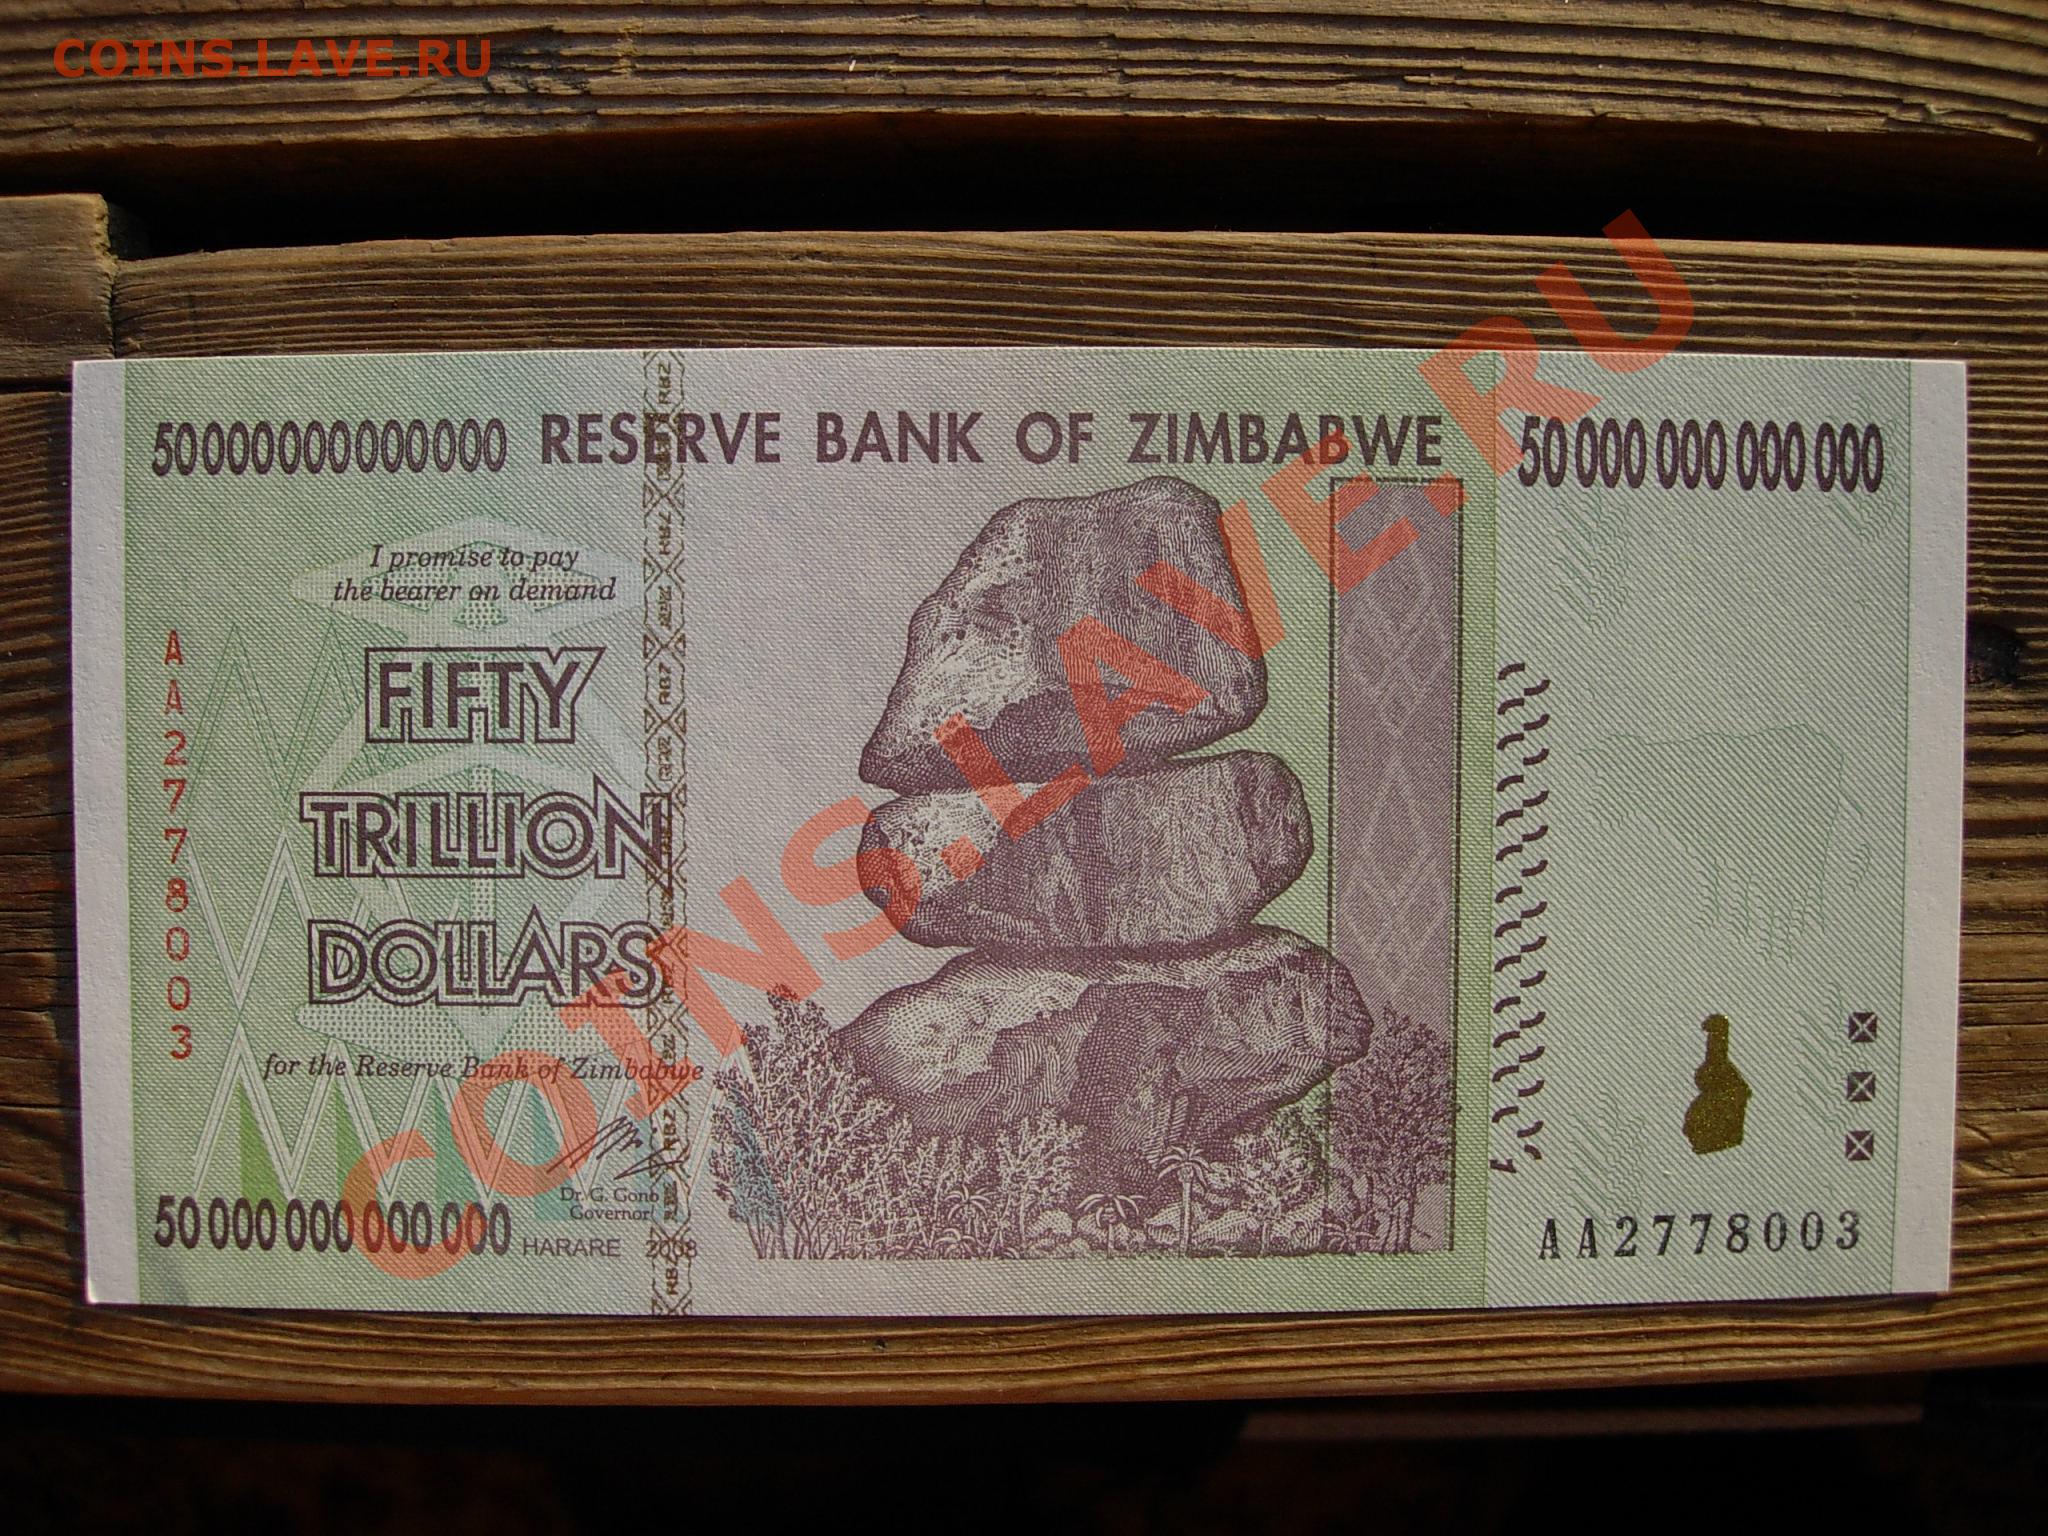 COINS.LAVE.RU
50000000000000 RESERVE BANK OF ZIMBABWE 50 000 000 000 000
I promise to pay
the bearer on demand
FIFTY
TRILLION
DOLLARS
for the Reserve Bank of Zimbabwe
AA2778003
Dr. G. Gono
Governor
50 000 000 000 000 HARARE 2008
AA2778003
RBZ
COINS.LAVE.RU